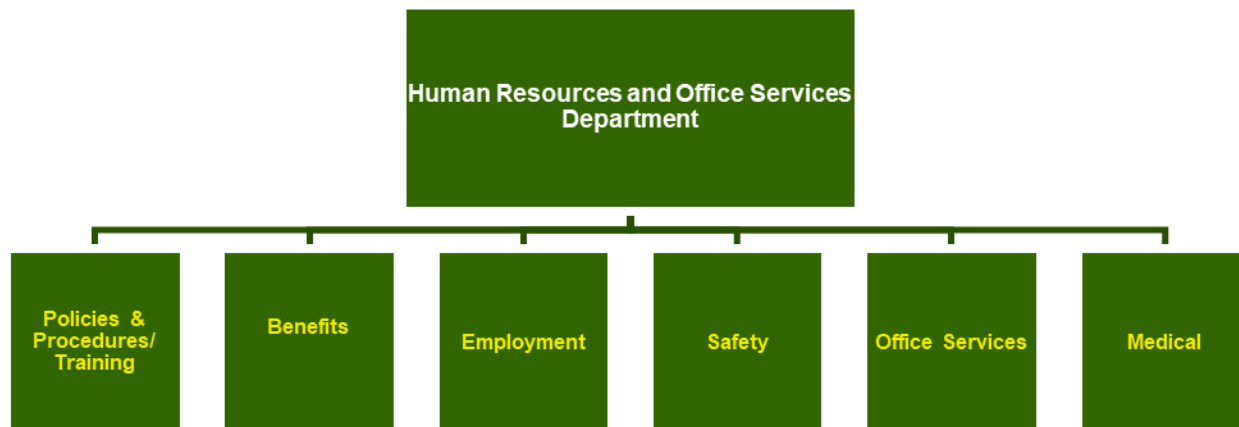 Human Resources and Office Services
Department
Policies &
Procedures/
Training
Benefits
Employment
Safety
Office Services
Medical